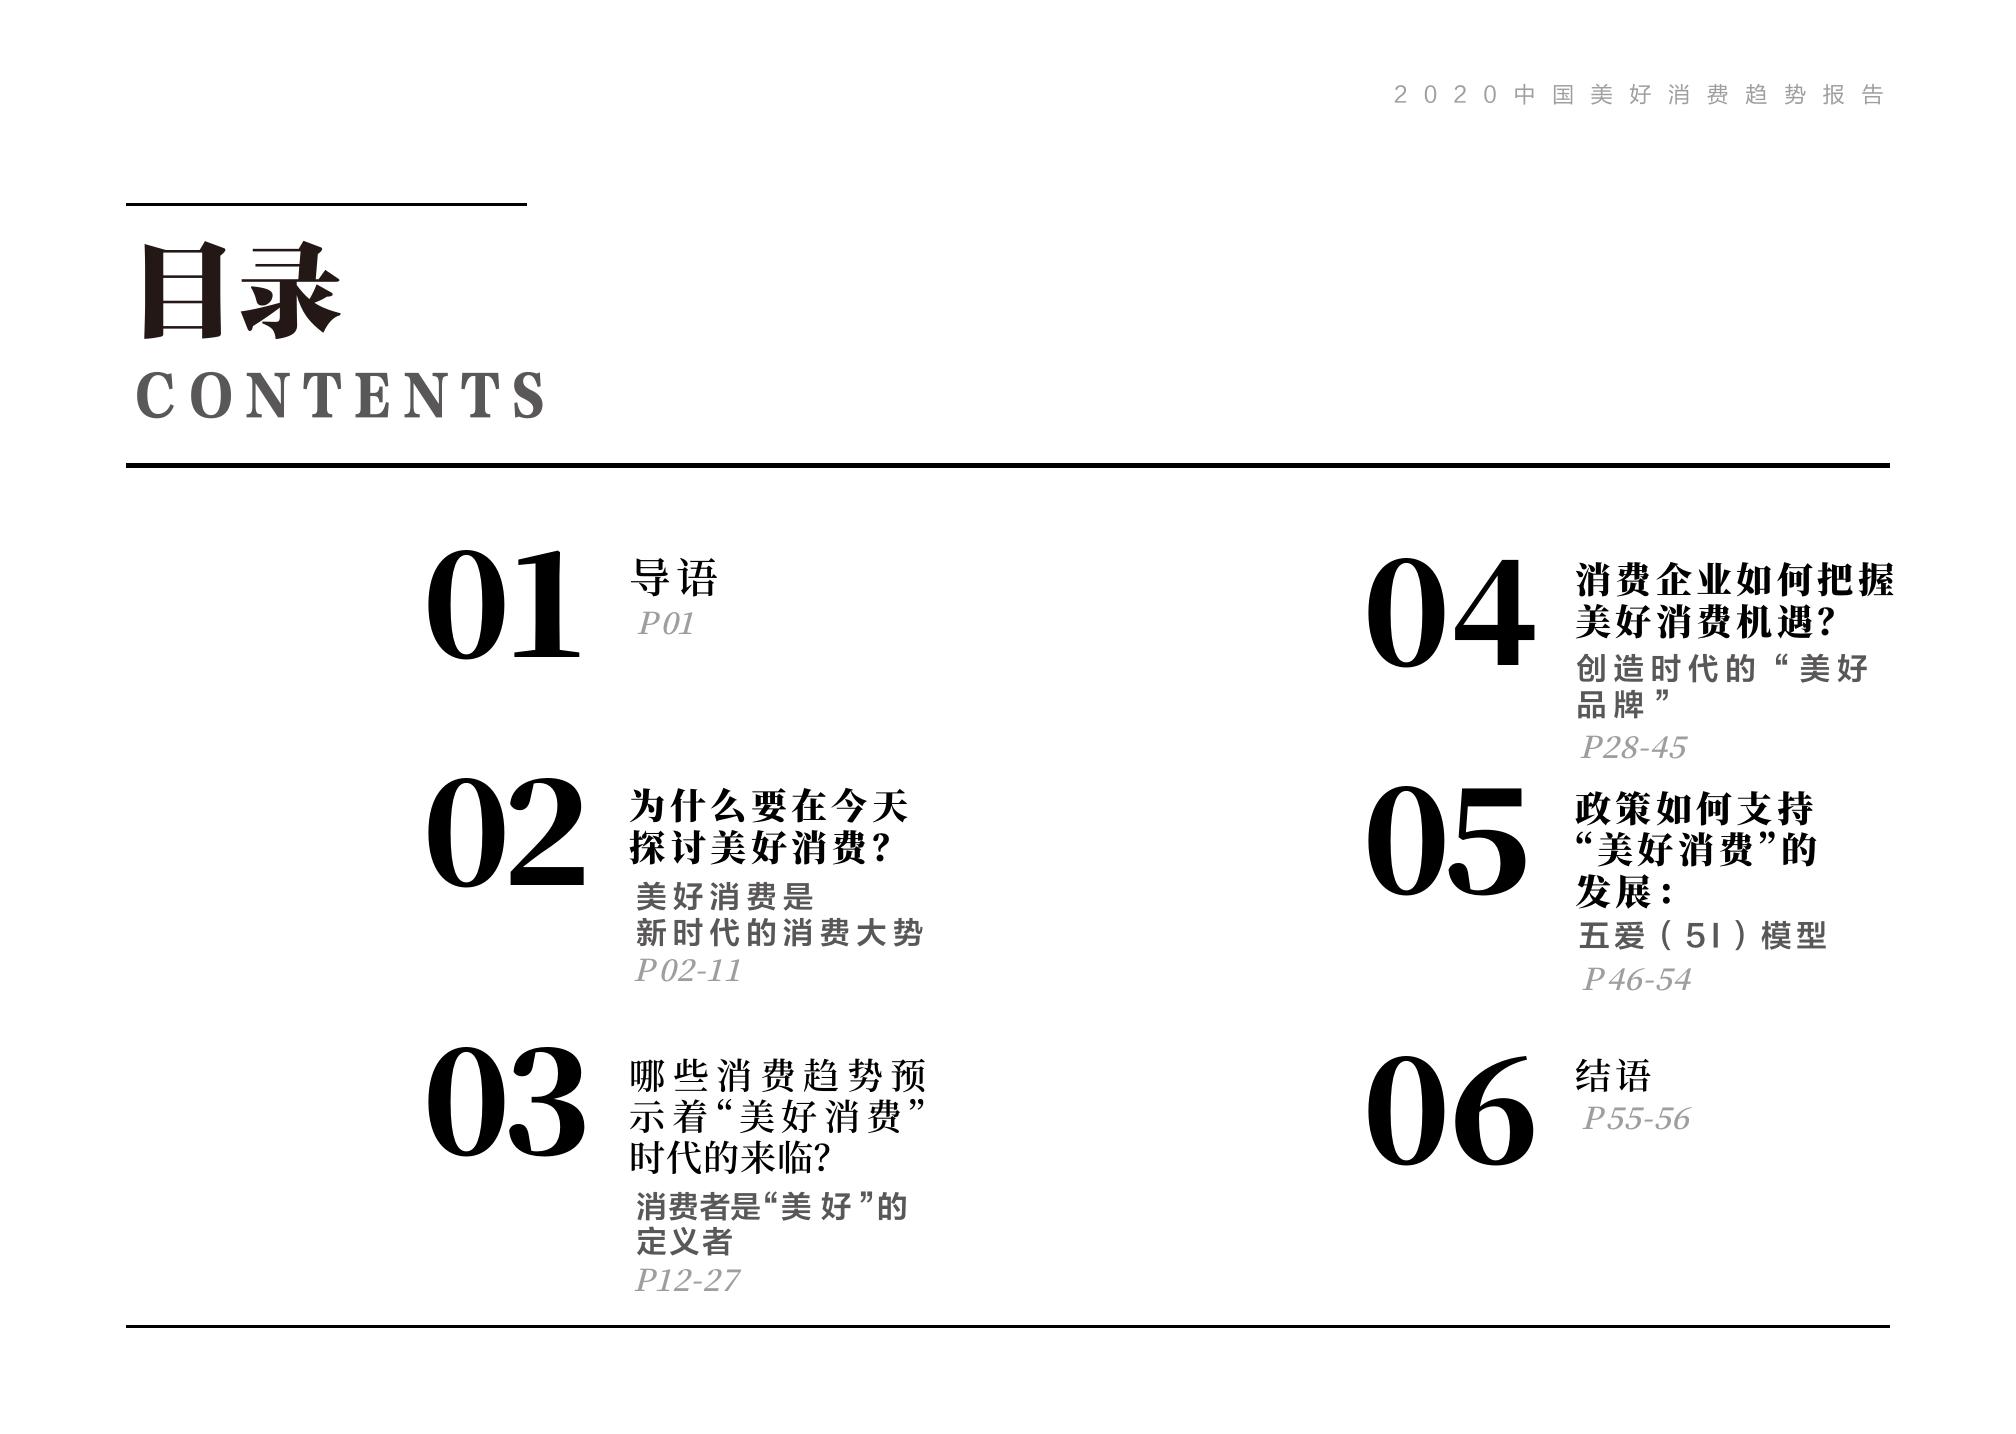 2020中国美好消费趋势报告
目录
CONTENTS
01
导语
P01
02
为什么要在今天
探讨美好消费？
美好消费是
新时代的消费大势
P02-11
03
哪些消费趋势预
示着“美好消费”
时代的来临？
消费者是“美好”的
定义者
P12-27
04
消费企业如何把握
美好消费机遇？
创造时代的“美好
品牌”
P28-45
05
政策如何支持
“美好消费”的
发展：
五爱（5I）模型
P46-54
06
结语
P55-56